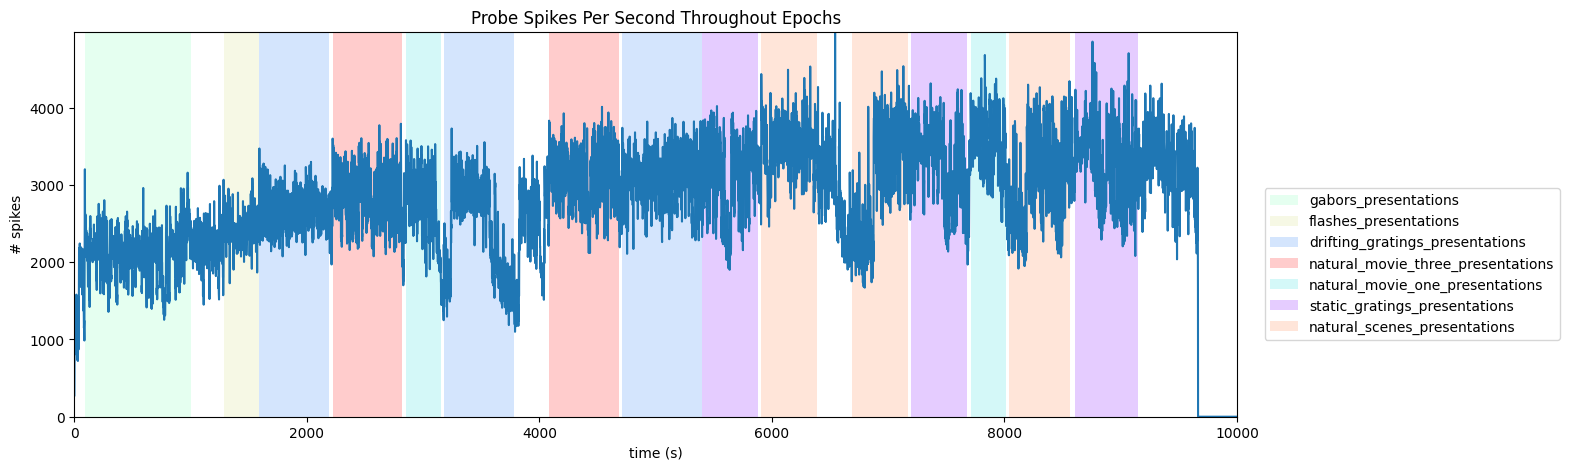 Probe Spikes Per Second Throughout Epochs
# spikes
4000
3000
2000
1000
0
0 2000 4000 6000 8000 10000
time (s)
gabors_presentations
flashes_presentations
drifting_gratings_presentations
natural_movie_three_presentations
natural_movie_one_presentations
static_gratings_presentations
natural_scenes_presentations